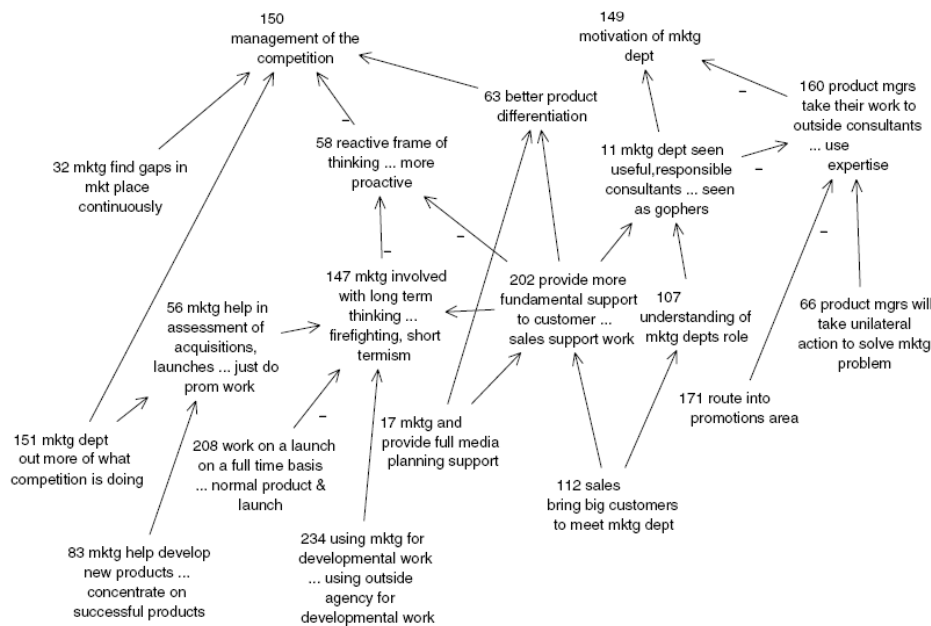 150
management of the
competition
149
motivation of mktg
dept
160 product mgrs
take their work to
outside consultants
... use
expertise
63 better product
differentiation
58 reactive frame of
thinking ... more
proactive
11 mktg dept seen
useful,responsible
consultants ... seen
as gophers
32 mktg find gaps in
mkt place
continuously
147 mktg involved
with long term
thinking ...
firefighting, short
termism
202 provide more
fundamental support
to customer ...
sales support work
107
understanding of
mktg depts role
66 product mgrs will
take unilateral
action to solve mktg
problem
56 mktg help in
assessment of
acquisitions,
launches ... just do
prom work
171 route into
promotions area
17 mktg and
provide full media
planning support
151 mktg dept
out more of what
competition is doing
208 work on a launch
on a full time basis
... normal product &
launch
112 sales
bring big customers
to meet mktg dept
83 mktg help develop
new products ...
concentrate on
successful products
234 using mktg for
developmental work
... using outside
agency for
developmental work